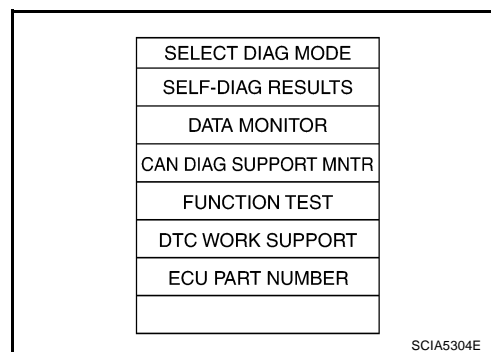 SELECT DIAG MODE
SELF-DIAG RESULTS
DATA MONITOR
CAN DIAG SUPPORT MNTR
FUNCTION TEST
DTC WORK SUPPORT
ECU PART NUMBER
SCIA5304E